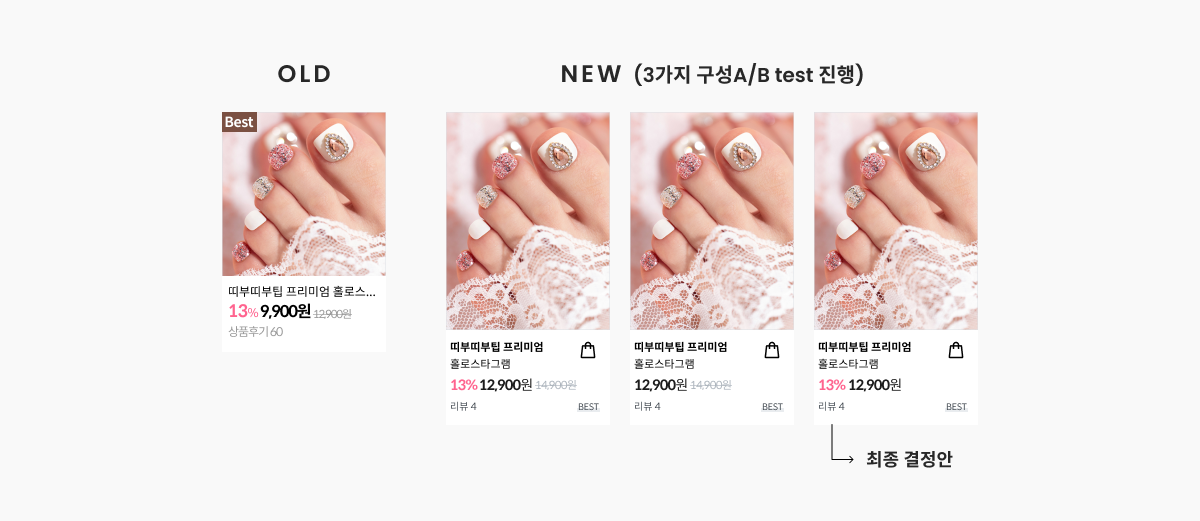 OLD
NEW (3가지 구성A/B test 진행)
Best
띠부띠부팁 프리미엄 홀로스...
13% 9,900원 12,900원
상품후기 60
띠부띠부팁 프리미엄
홀로스타그램
13% 12,900원 14,900원
리뷰 4 BEST
띠부띠부팁 프리미엄
홀로스타그램
12,900원 14,900원
리뷰 4 BEST
띠부띠부팁 프리미엄
홀로스타그램
13% 12,900원
리뷰 4 BEST
최종 결정안